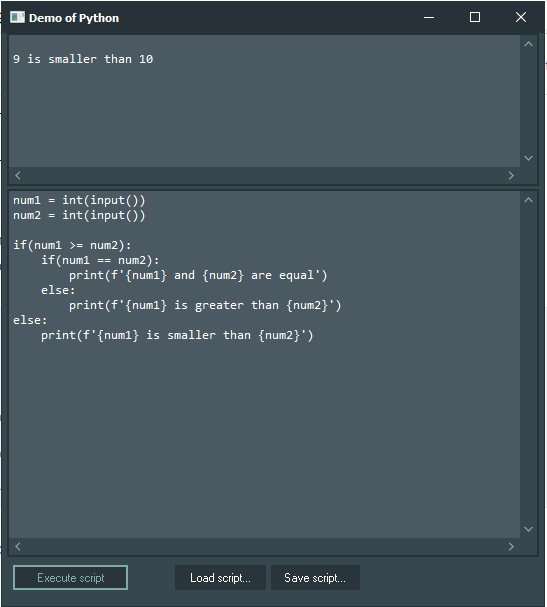 Demo of Python
9 is smaller than 10
num1 = int(input())
num2 = int(input())
if(num1 >= num2):
    if(num1 == num2):
        print(f'{num1} and {num2} are equal')
    else:
        print(f'{num1} is greater than {num2}')
else:
    print(f'{num1} is smaller than {num2}')
Execute script
Load script...
Save script...